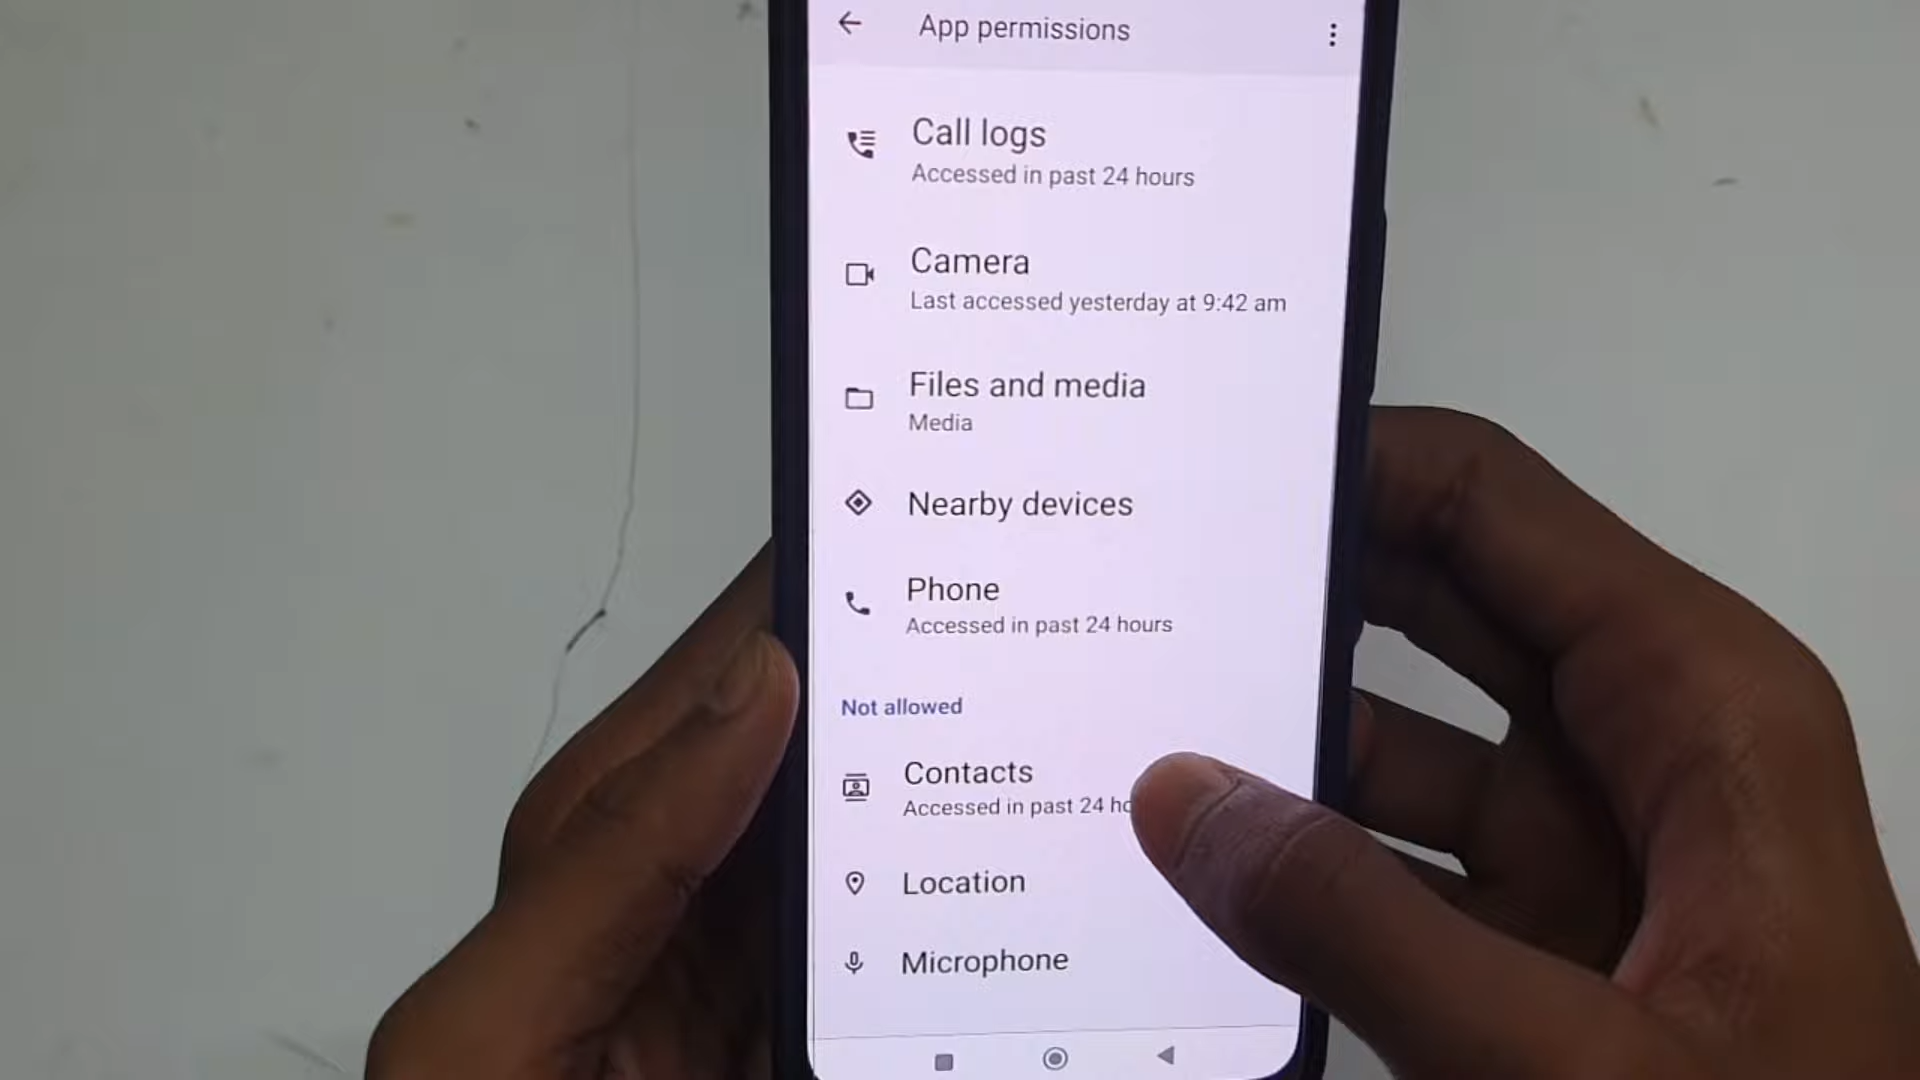 App permissions
Call logs
Accessed in past 24 hours
Camera
Last accessed yesterday at 9:42 am
Files and media
Media
Nearby devices
Phone
Accessed in past 24 hours
Not allowed
Contacts
Accessed in past 24
Location
Microphone